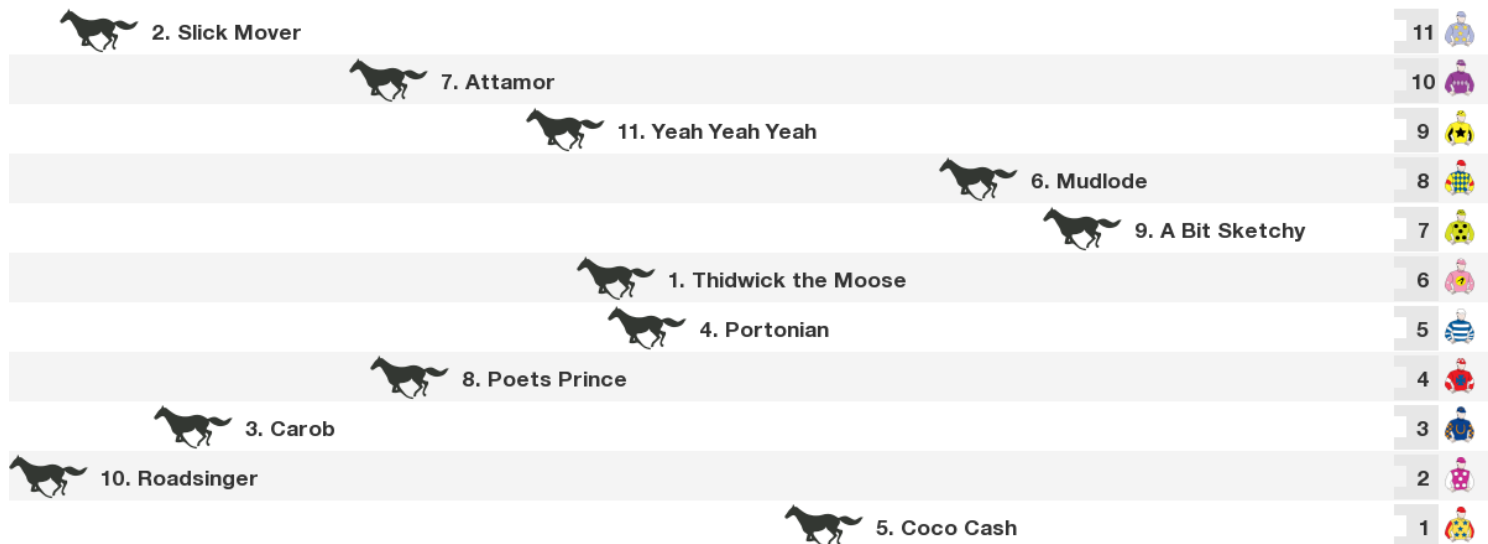 2. Slick Mover 11
7. Attamor 10
11. Yeah Yeah Yeah 9
6. Mudlode 8
9. A Bit Sketchy 7
1. Thidwick the Moose 6
4. Portonian 5
8. Poets Prince 4
3. Carob 3
10. Roadsinger 2
5. Coco Cash 1